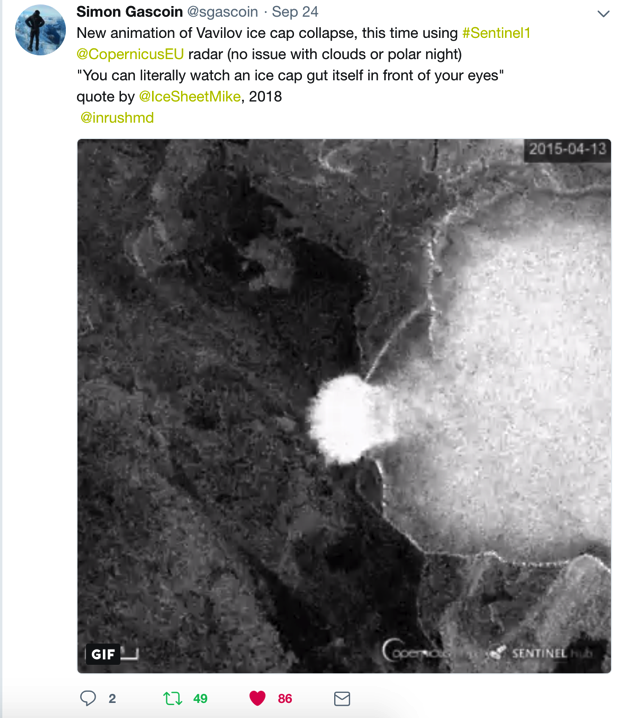 Simon Gascoin @sgascoin · Sep 24
New animation of Vavilov ice cap collapse, this time using #Sentinel1
@CopernicusEU radar (no issue with clouds or polar night)
"You can literally watch an ice cap gut itself in front of your eyes"
quote by @IceSheetMike, 2018
@inrushmd
2015-04-13
GIF
SENTINEL hub
2 49 86